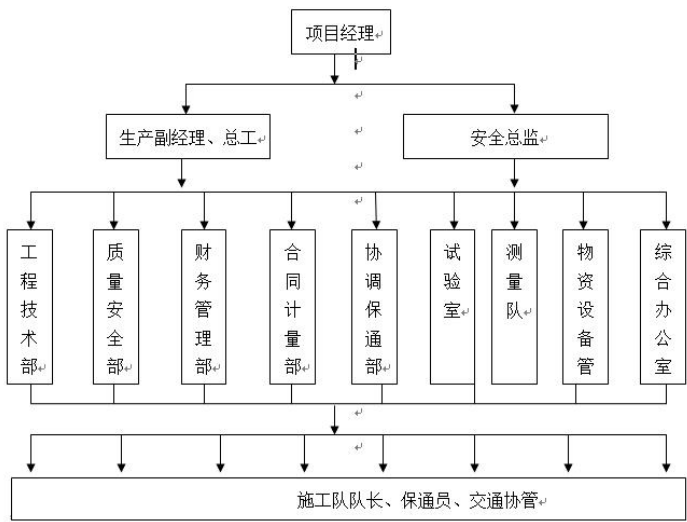 项目经理
生产副经理、总工
安全总监
工程技术部
质量安全部
财务管理部
合同计量部
协调保通部
试验室
测量队
物资设备管
综合办公室
施工队队长、保通员、交通协管